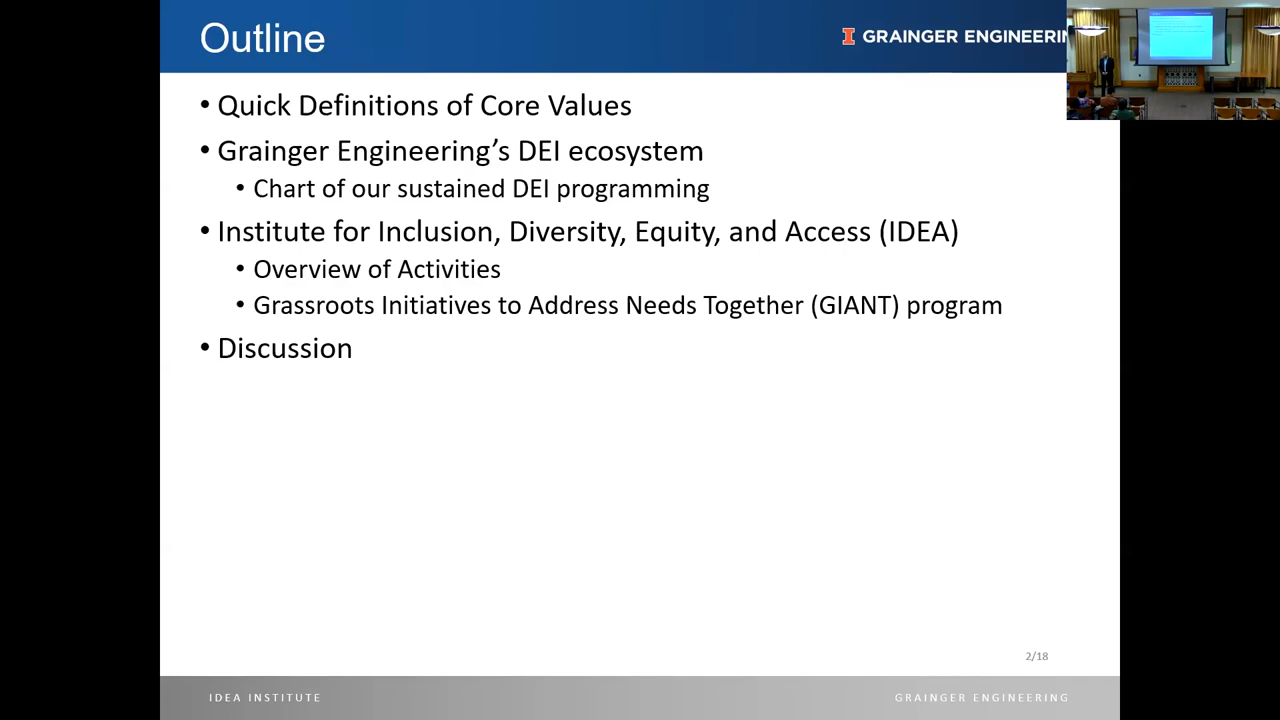 Outline
I GRAINGER ENGINEERIN
• Quick Definitions of Core Values
• Grainger Engineering’s DEI ecosystem
• Chart of our sustained DEI programming
• Institute for Inclusion, Diversity, Equity, and Access (IDEA)
• Overview of Activities
• Grassroots Initiatives to Address Needs Together (GIANT) program
• Discussion
2/18
IDEA INSTITUTE
GRAINGER ENGINEERING